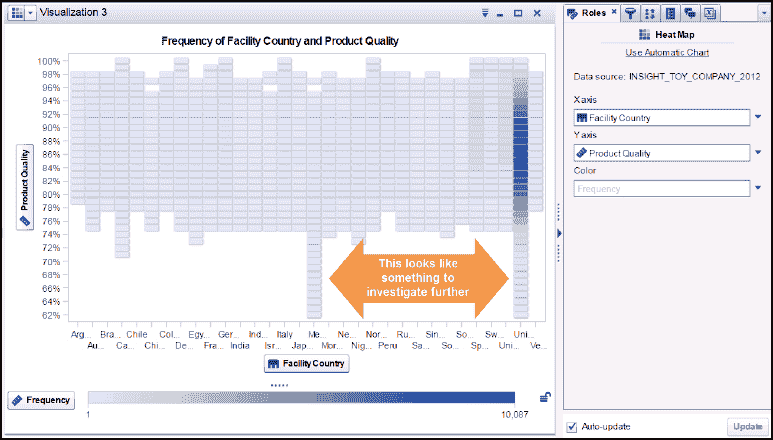 Visualization 3
Frequency of Facility Country and Product Quality
100%
98%
96%
94%
92%
90%
88%
86%
84%
82%
80%
78%
76%
74%
72%
70%
68%
66%
64%
62%
Product Quality
This looks like
something to
investigate further
Arg... Bra... Chile Col... Egy... Ger... Ind... Italy Me... Ne... Nor... Ru... Sin... So... Sw... Uni...
Au... Ca... Chi... De... Fra... India Isr... Jap... Mor... Nig... Peru Sa... So... Sp... Uni... Ve...
Facility Country
Frequency
1
10,087
Roles
Heat Map
Use Automatic Chart
Data source: INSIGHT_TOY_COMPANY_2012
Xaxis
Facility Country
Yaxis
Product Quality
Color
Frequency
Auto-update
Update